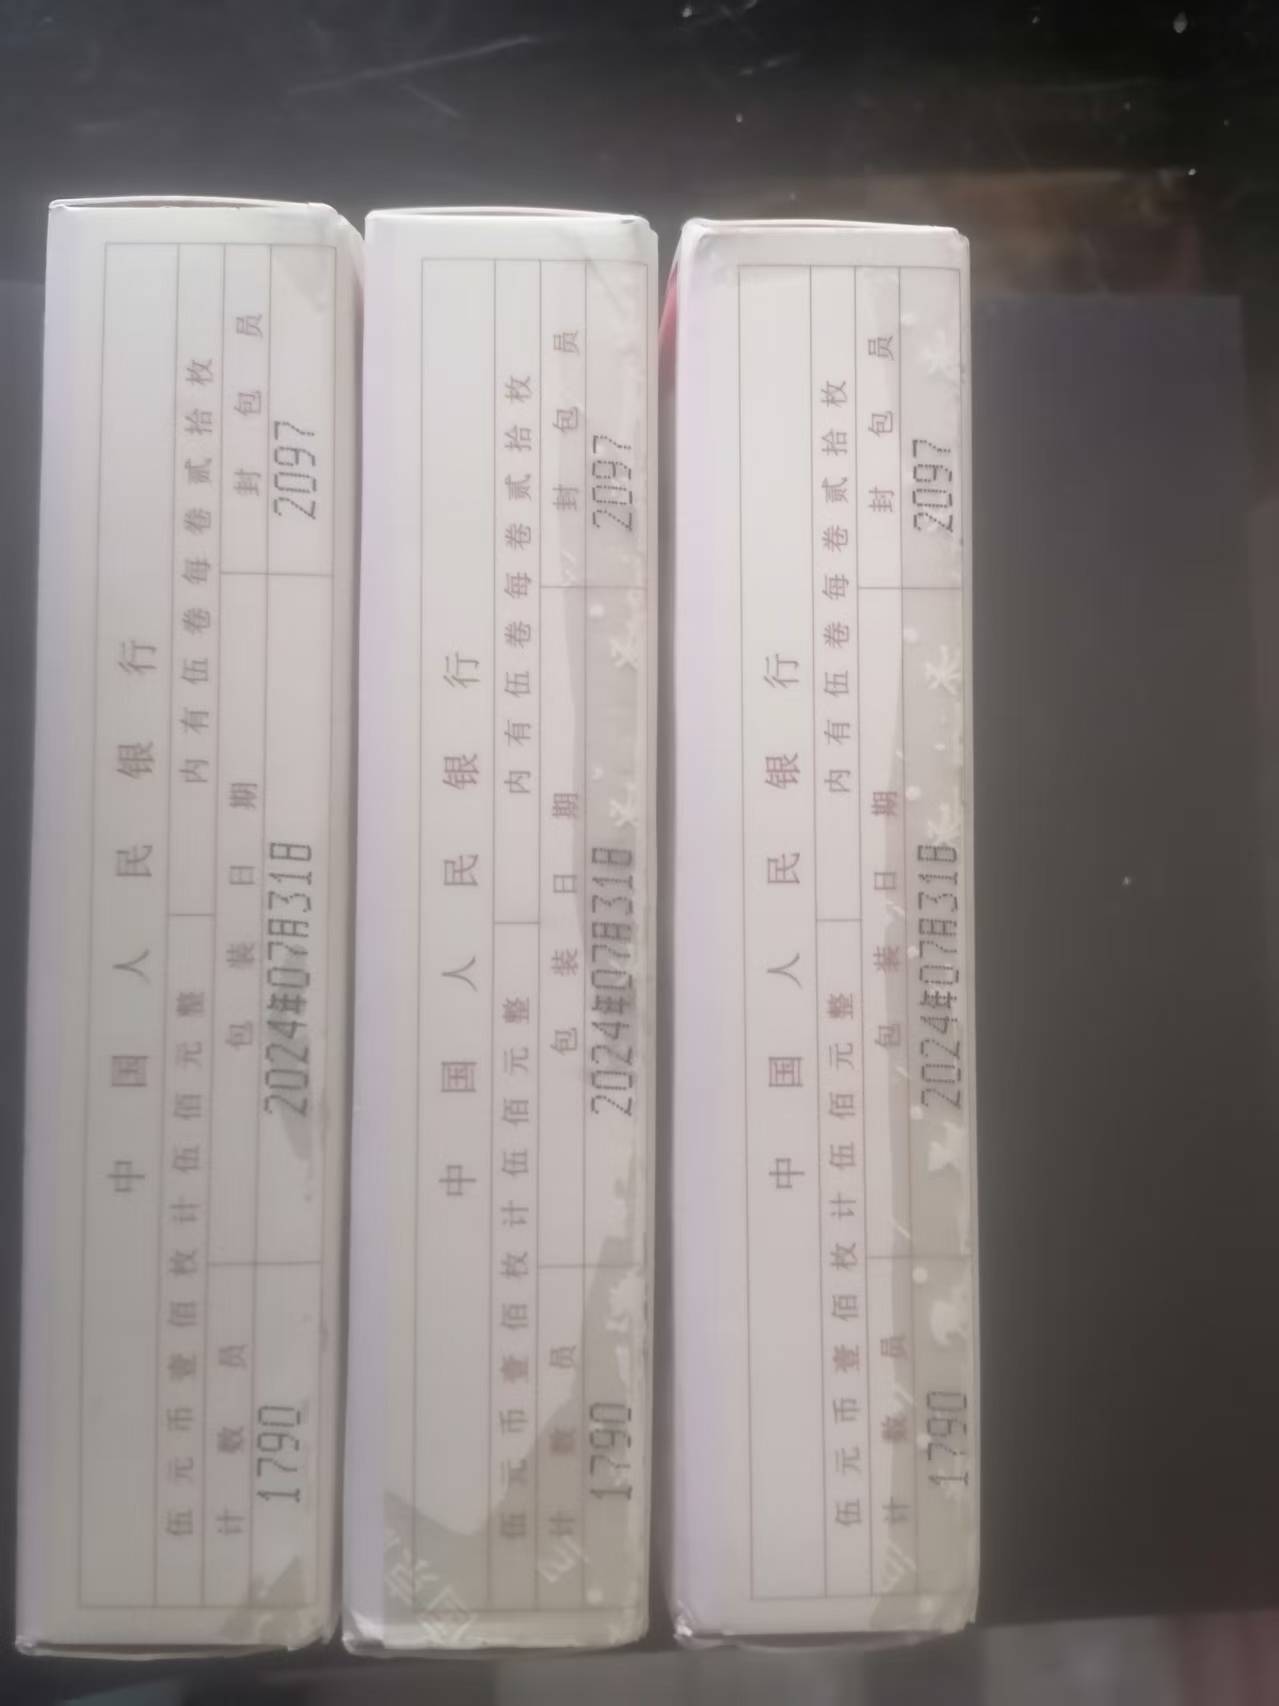 中国人民银行
伍元币壹佰枚计伍佰元整 内有伍卷每卷贰拾枚
计数员 包装日期 封包员
1790 2024年07月31日 2097
中国人民银行
伍元币壹佰枚计伍佰元整 内有伍卷每卷贰拾枚
计数员 包装日期 封包员
1790 2024年07月31日 2097
中国人民银行
伍元币壹佰枚计伍佰元整 内有伍卷每卷贰拾枚
计数员 包装日期 封包员
1790 2024年07月31日 2097